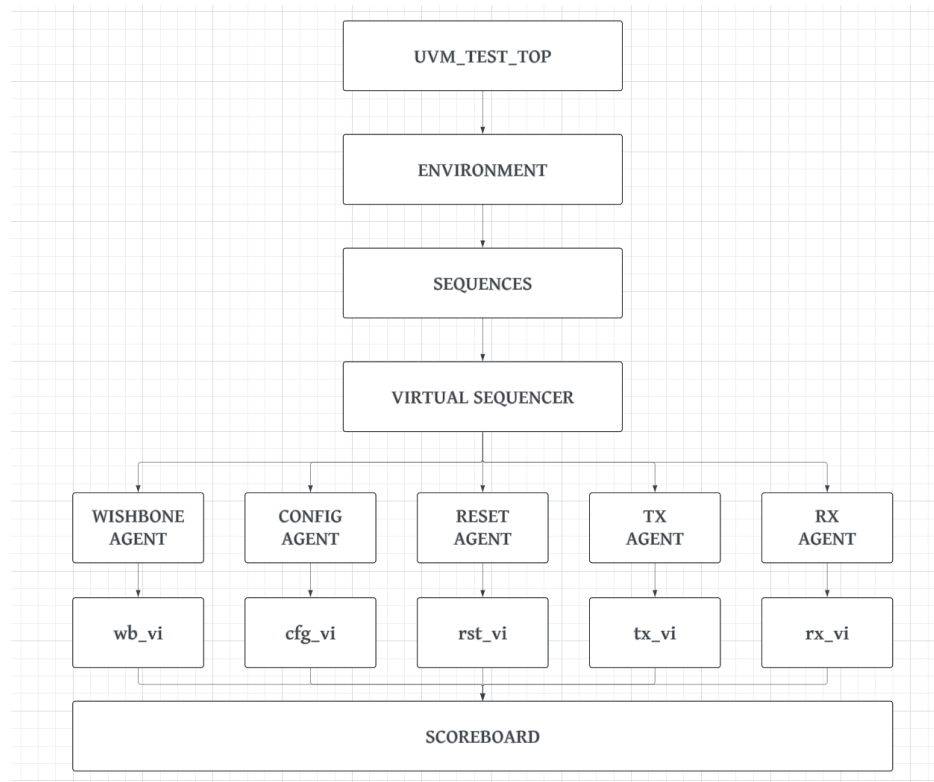 UVM_TEST_TOP
ENVIRONMENT
SEQUENCES
VIRTUAL SEQUENCER
WISHBONE
AGENT
CONFIG
AGENT
RESET
AGENT
TX
AGENT
RX
AGENT
wb_vi
cfg_vi
rst_vi
tx_vi
rx_vi
SCOREBOARD